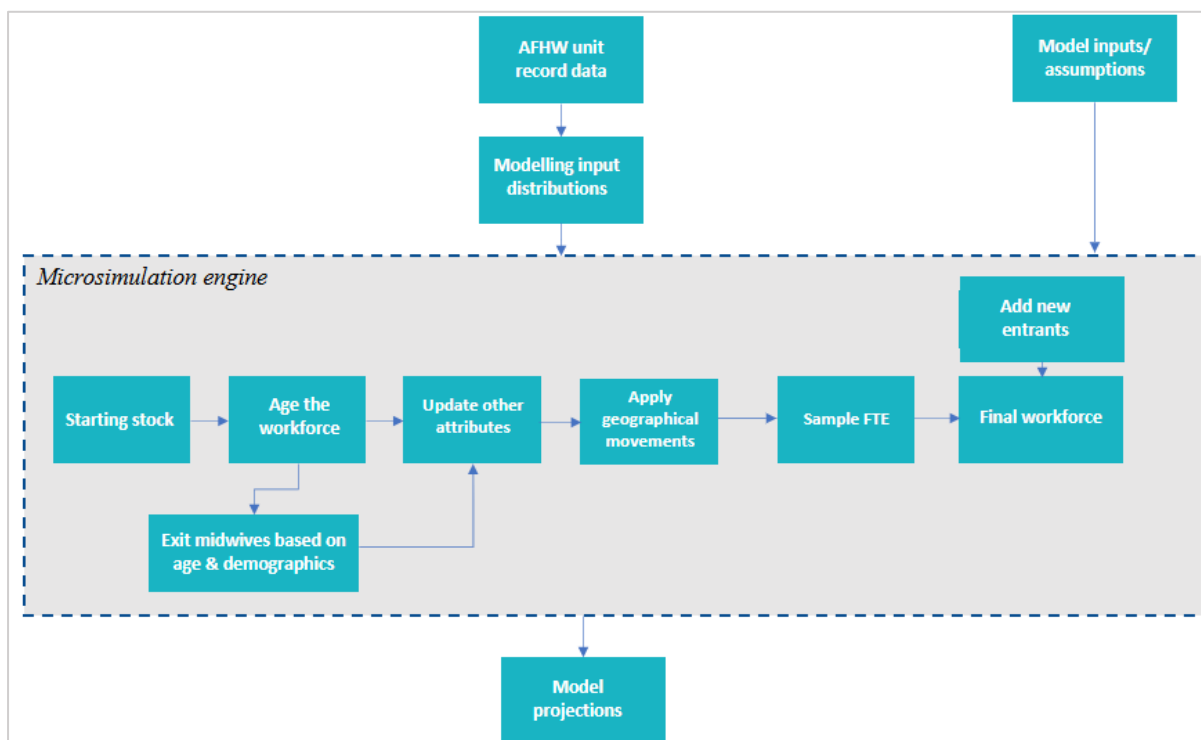 AFHW unit
record data
Model inputs/
assumptions
Modelling input
distributions
Microsimulation engine
Add new
entrants
Starting stock
Age the
workforce
Update other
attributes
Apply
geographical
movements
Sample FTE
Final workforce
Exit midwives based on
age & demographics
Model
projections